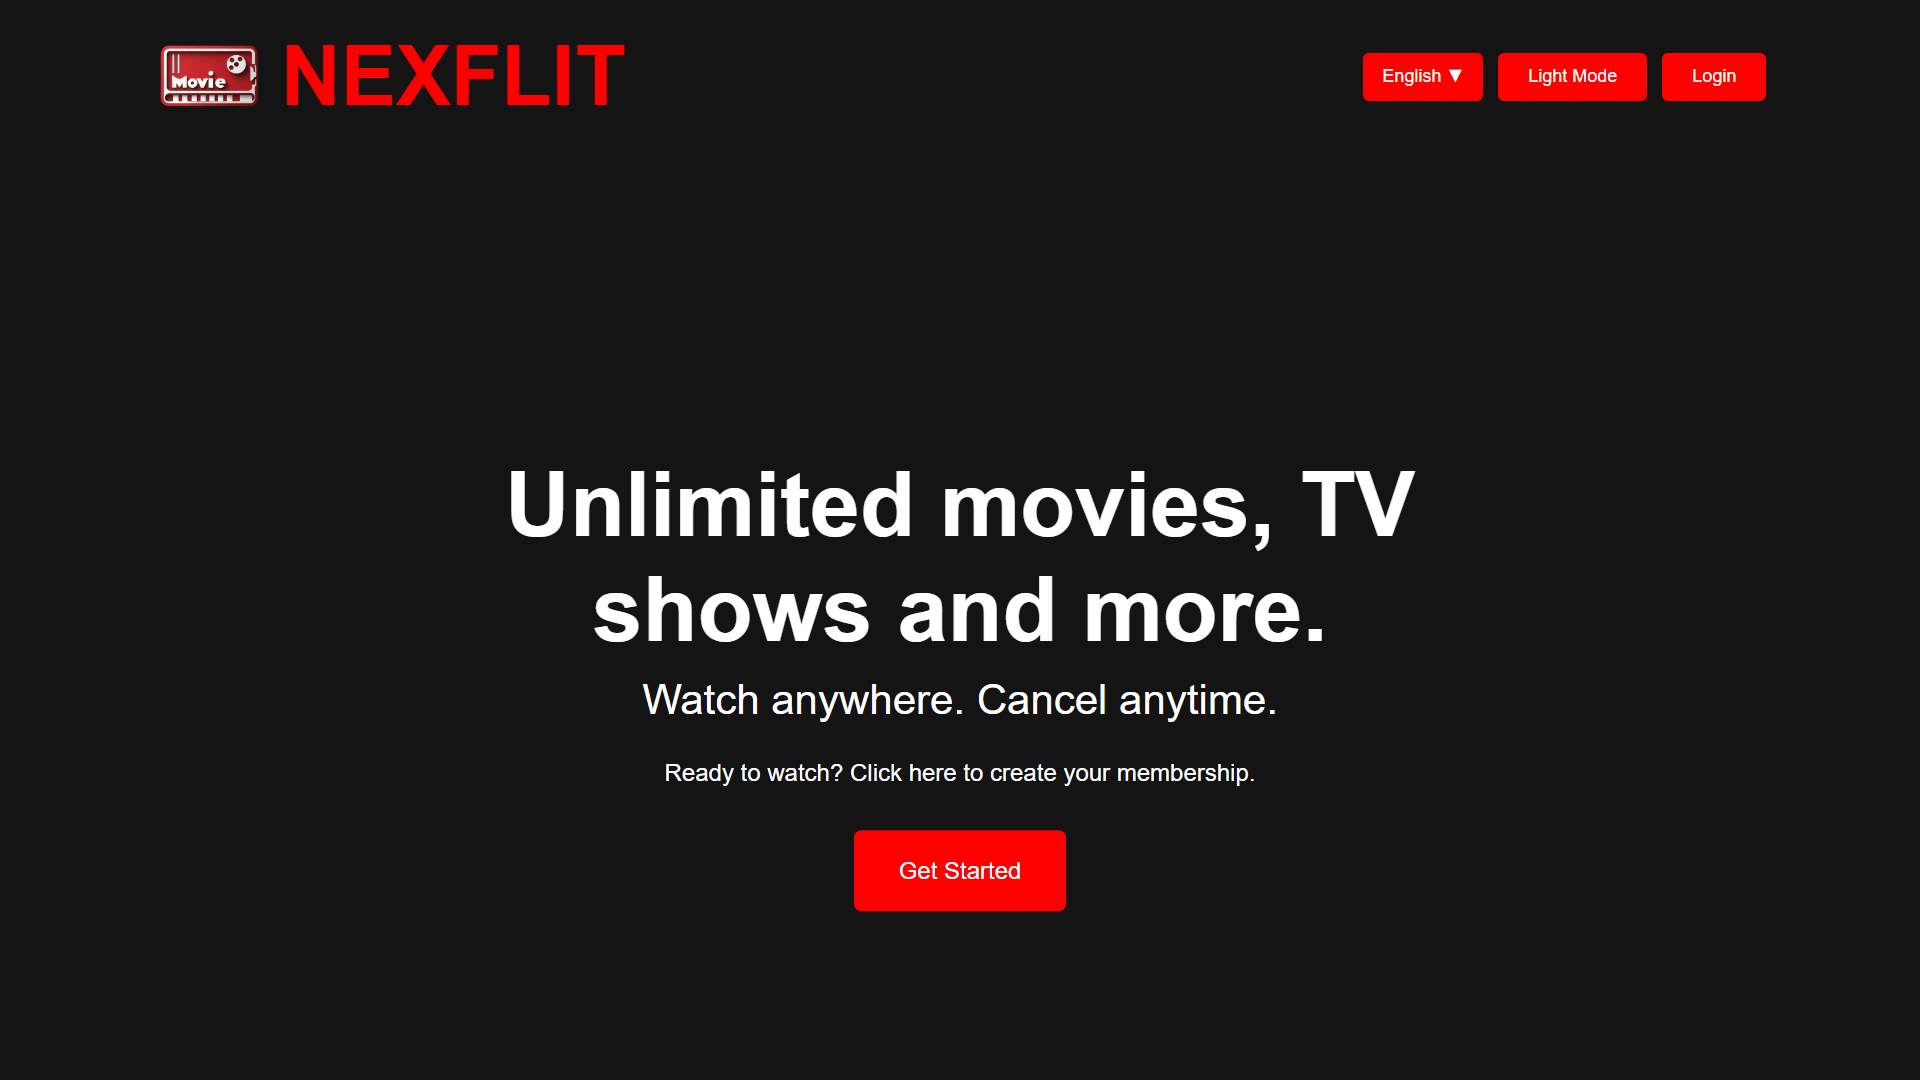 Movie
NEXFLIT
English ▼
Light Mode
Login
Unlimited movies, TV
shows and more.
Watch anywhere. Cancel anytime.
Ready to watch? Click here to create your membership.
Get Started